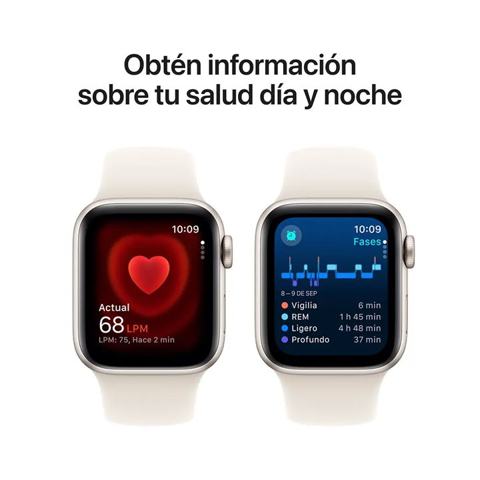 Obtén información
sobre tu salud día y noche
10:09
Actual
68 LPM
LPM: 75, Hace 2 min
10:09
Fases
8–9 DE SEP
Vigilia 6 min
REM 1 h 45 min
Ligero 4 h 48 min
Profundo 37 min